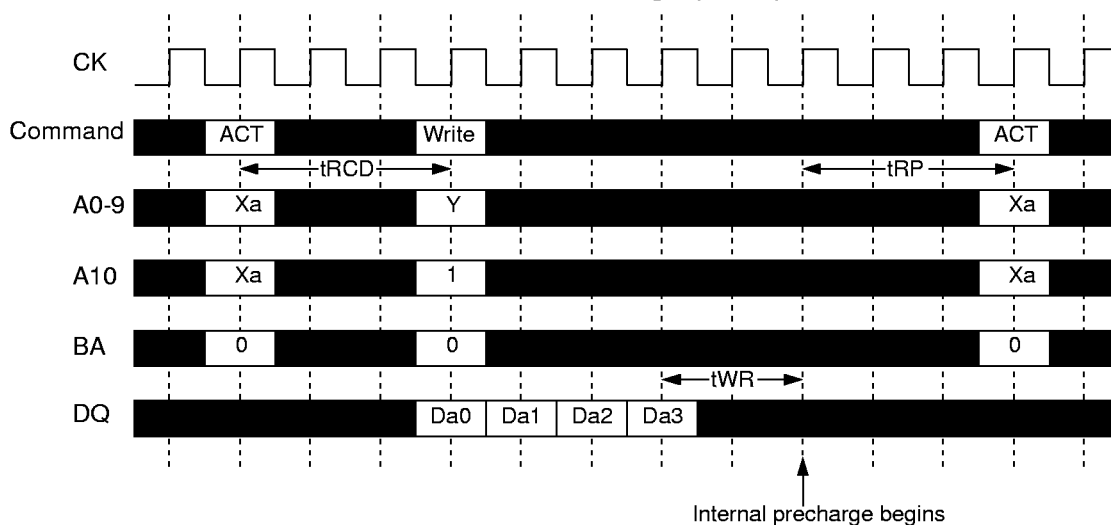 CK
Command ACT Write ACT
tRCD tRP
A0-9 Xa Y Xa
A10 Xa 1 Xa
BA 0 0 0
tWR
DQ Da0 Da1 Da2 Da3
Internal precharge begins